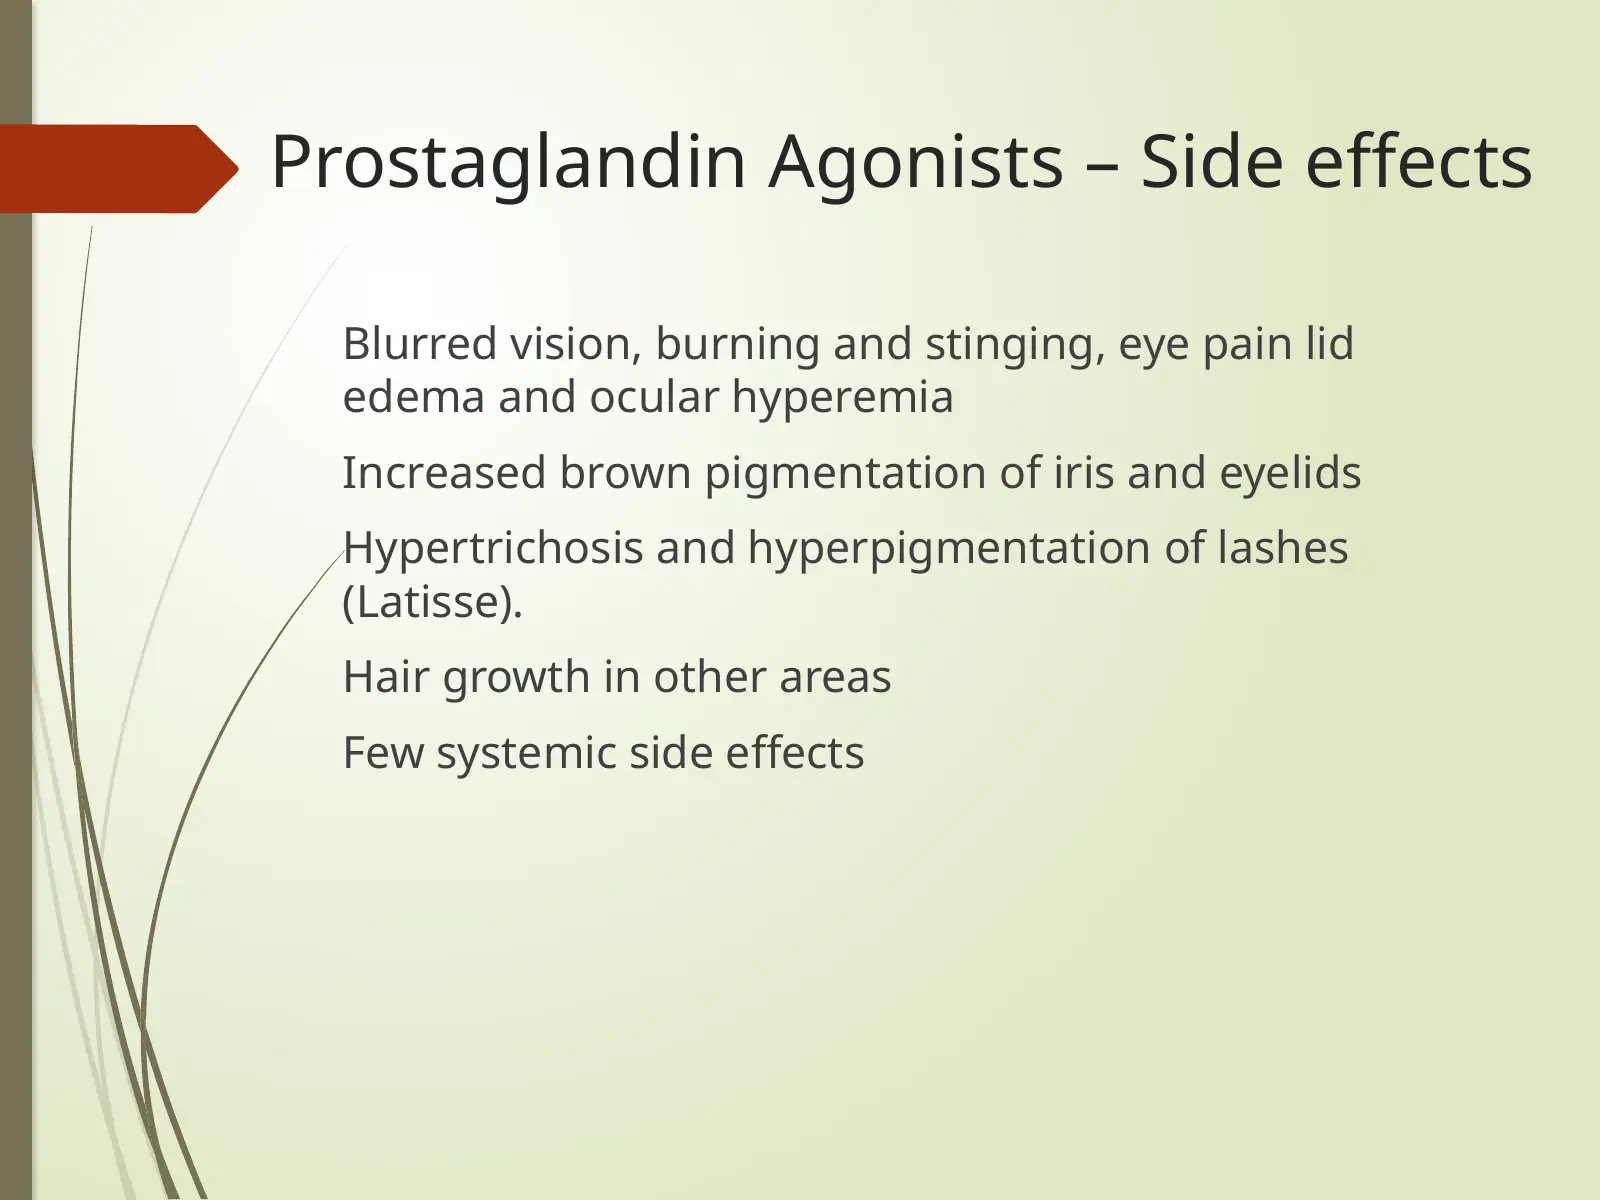 Prostaglandin Agonists – Side effects
Blurred vision, burning and stinging, eye pain lid
edema and ocular hyperemia
Increased brown pigmentation of iris and eyelids
Hypertrichosis and hyperpigmentation of lashes
(Latisse).
Hair growth in other areas
Few systemic side effects